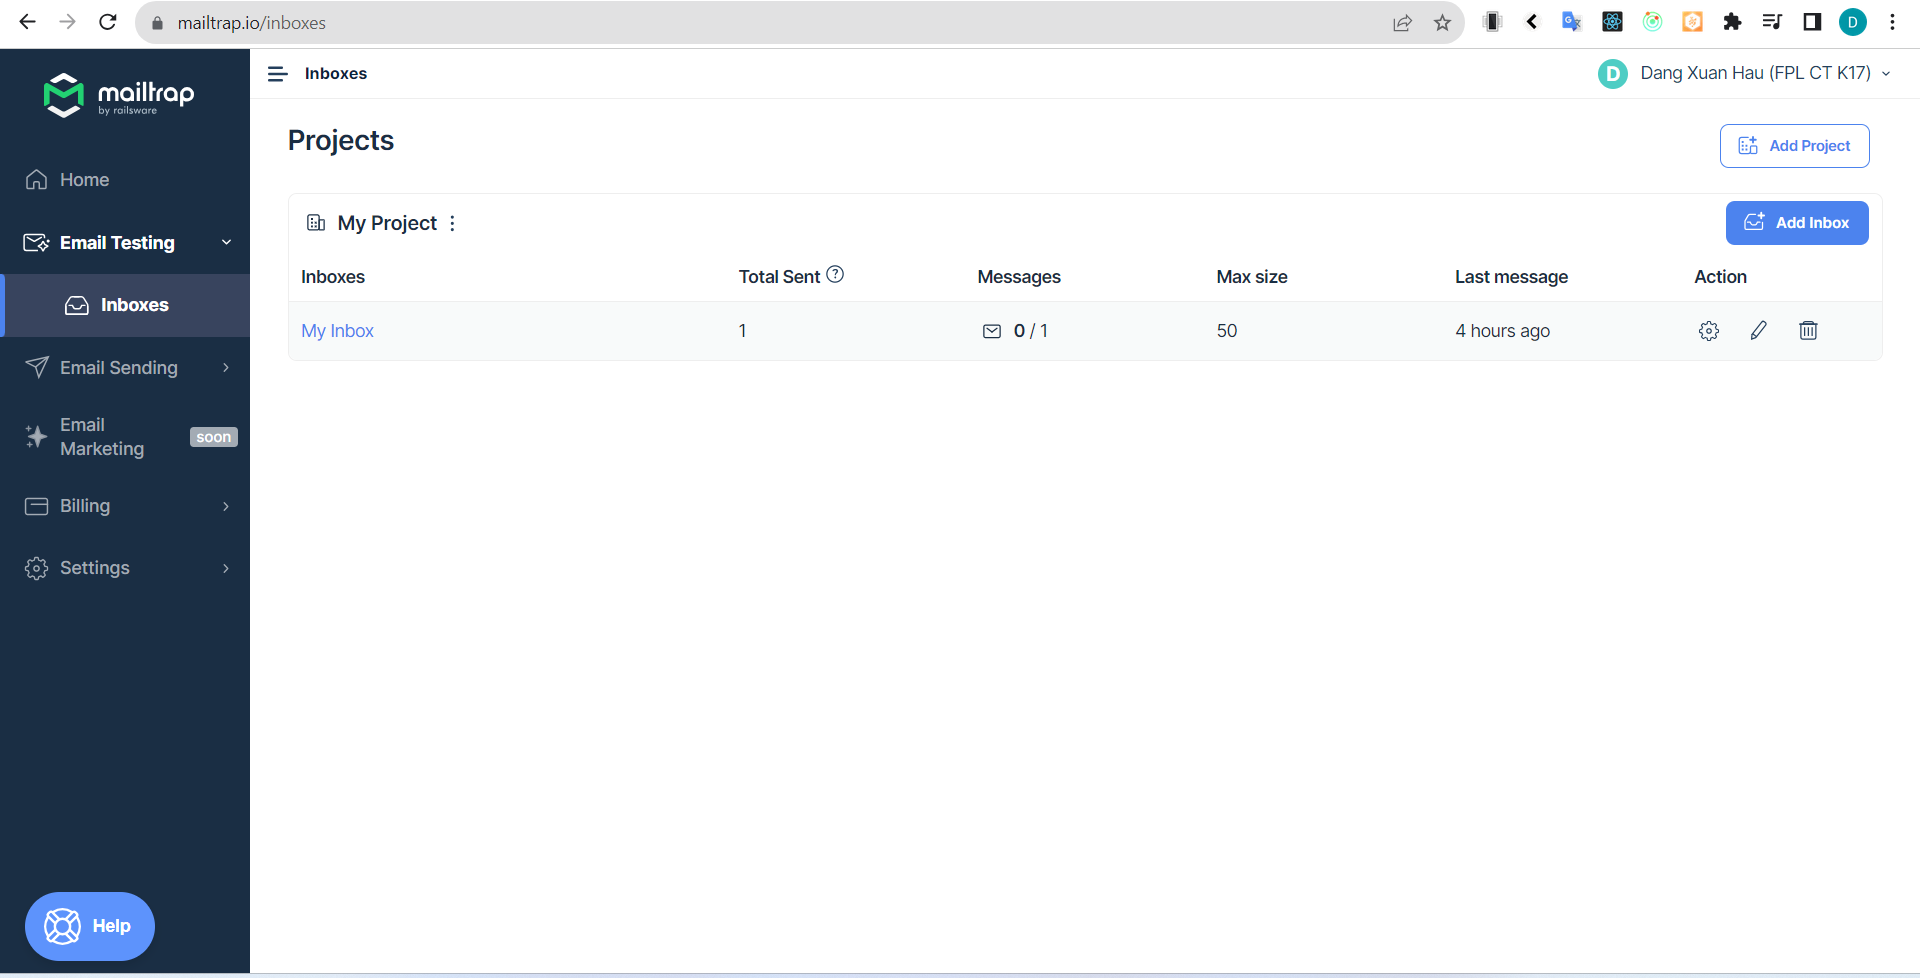 mailtrap.io/inboxes
D
mailtrap
by railsware
Inboxes
D Dang Xuan Hau (FPL CT K17)
Home
Email Testing
Inboxes
Email Sending
Email
Marketing
soon
Billing
Settings
Help
Projects
Add Project
My Project
Add Inbox
Inboxes Total Sent ? Messages Max size Last message Action
My Inbox 1 0 / 1 50 4 hours ago